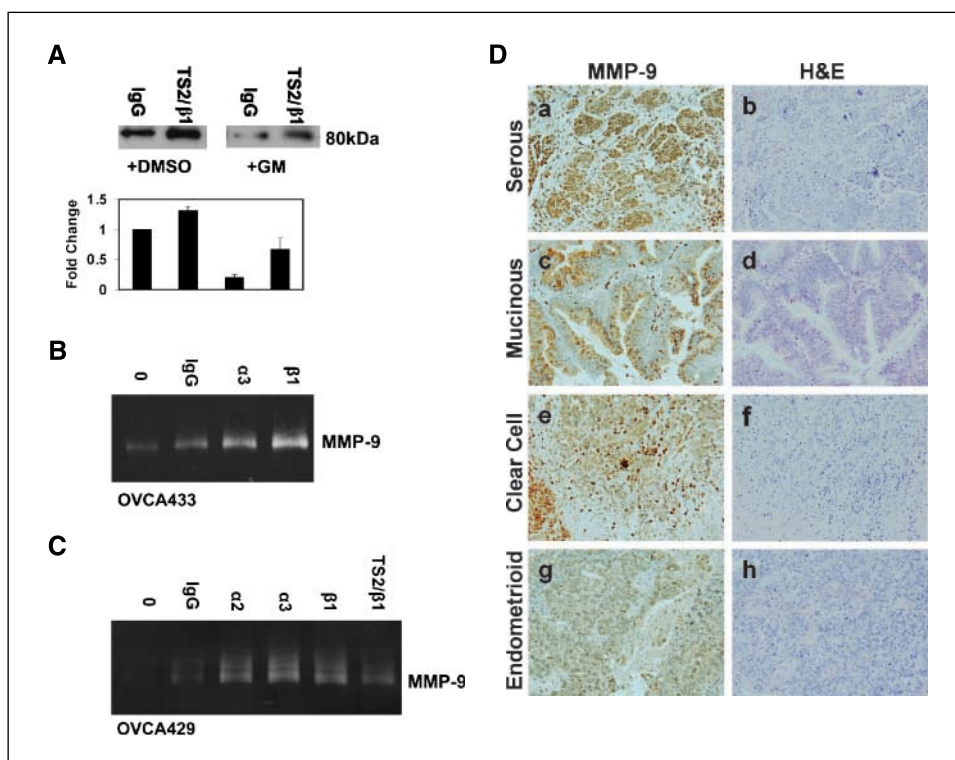 A
IgG
TS2/β1
IgG
TS2/β1
80kDa
+DMSO
+GM
Fold Change
1.5
1
0.5
0
B
0
IgG
α3
β1
MMP-9
OVCA433
C
0
IgG
α2
α3
β1
TS2/β1
MMP-9
OVCA429
D
MMP-9
H&E
Serous
a
b
Mucinous
c
d
Clear Cell
e
f
Endometrioid
g
h